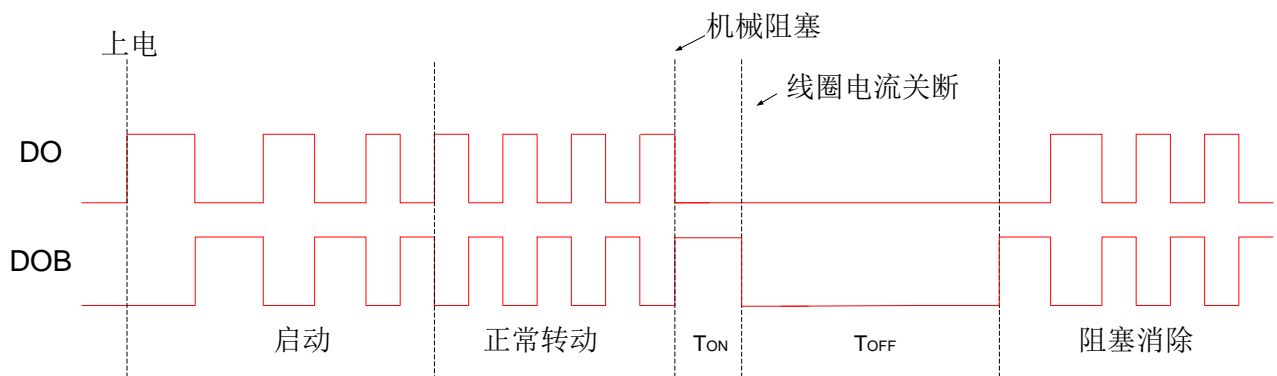 上电
机械阻塞
线圈电流关断
DO
DOB
启动
正常转动
TON
TOFF
阻塞消除